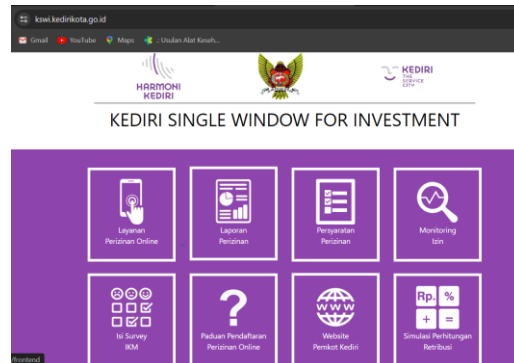 kswi.kedirikota.go.id
Gmail YouTube Maps .: Usulan Alat Keseh...
HARMONI
KEDIRI
KEDIRI
THE
SERVICE
CITY
KEDIRI SINGLE WINDOW FOR INVESTMENT
Layanan
Perizinan Online
Laporan
Perizinan
Persyaratan
Perizinan
Monitoring
Izin
Isi Survey
IKM
?
Paduan Pendaftaran
Perizinan Online
WWW
Website
Pemkot Kediri
Rp. %
+ =
Simulasi Perhitungan
Retribusi
/frontend